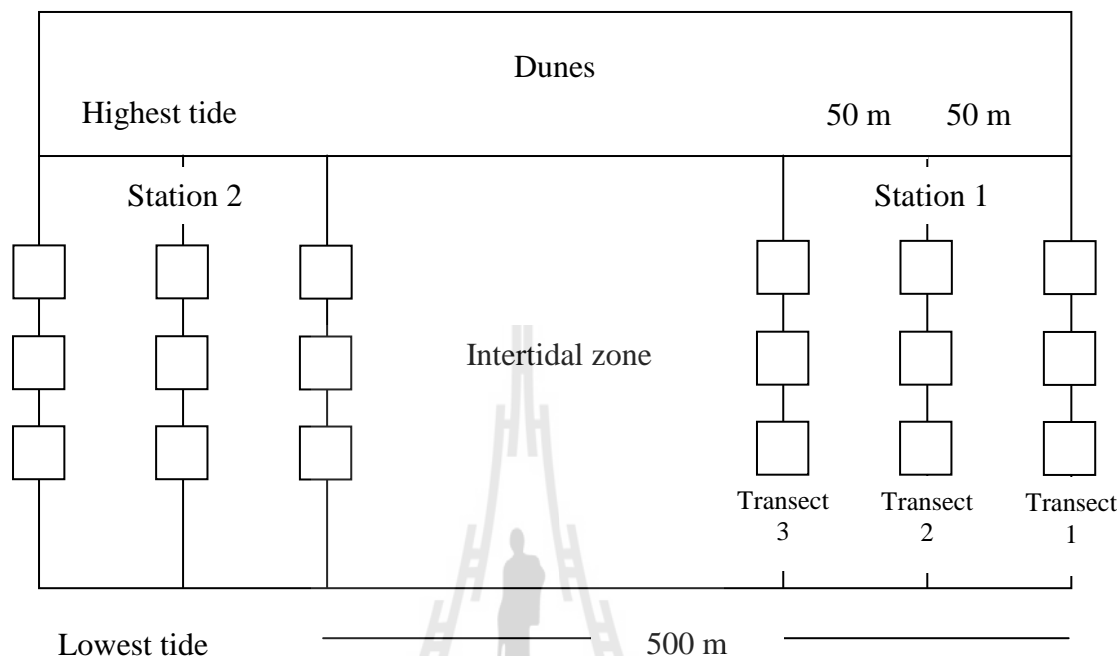 Dunes
Highest tide
50 m
50 m
Station 2
Station 1
Intertidal zone
Transect
3
Transect
2
Transect
1
Lowest tide
500 m